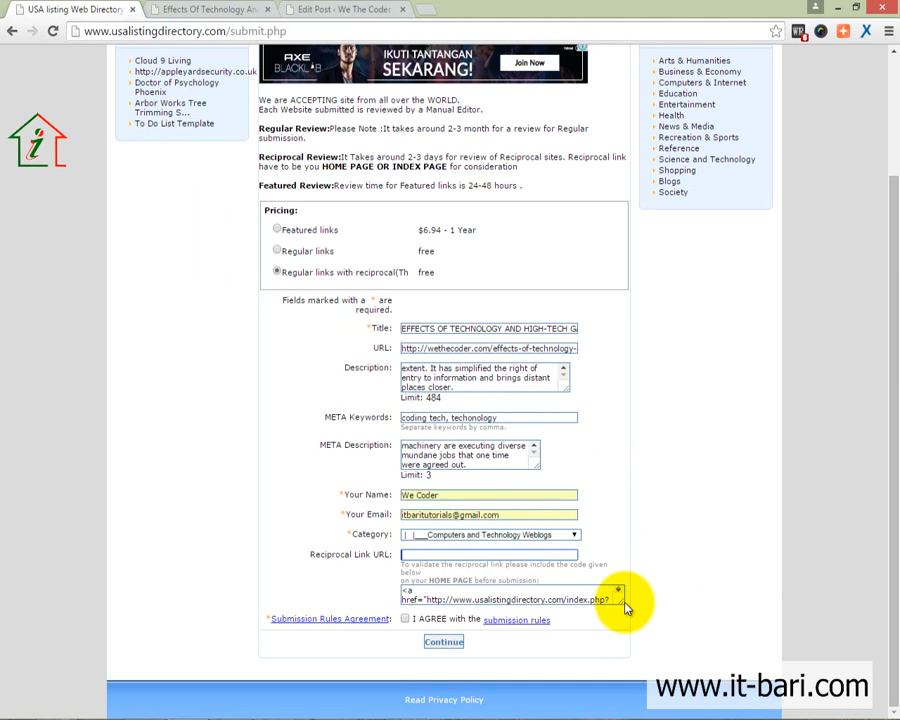 USA listing Web Directory
Effects Of Technology An
Edit Post ‹ We The Coder
www.usalistingdirectory.com/submit.php
Cloud 9 Living
http://appleyardsecurity.co.uk
Doctor of Psychology
Phoenix
Arbor Works Tree
Trimming S...
To Do List Template
AXE
BLACKLAB
IKUTI TANTANGAN
SEKARANG!
Join Now
Arts & Humanities
Business & Economy
Computers & Internet
Education
Entertainment
Health
News & Media
Recreation & Sports
Reference
Science and Technology
Shopping
Blogs
Society
We are ACCEPTING site from all over the WORLD.
Each Website submitted is reviewed by a Manual Editor.
Regular Review:Please Note :It takes around 2-3 month for a review for Regular
submission.
Reciprocal Review:It Takes around 2-3 days for review of Reciprocal sites. Reciprocal link
have to be you HOME PAGE OR INDEX PAGE for consideration
Featured Review:Review time for Featured links is 24-48 hours .
Pricing:
Featured links $6.94 - 1 Year
Regular links free
Regular links with reciprocal(Th free
Fields marked with a * are
required.
*Title: EFFECTS OF TECHNOLOGY AND HIGH-TECH G
URL: http://wethecoder.com/effects-of-technology-
Description: extent. It has simplified the right of
entry to information and brings distant
places closer.
Limit: 484
META Keywords: coding tech, techonology
Separate keywords by comma.
META Description: machinery are executing diverse
mundane jobs that one time
were agreed out.
Limit: 3
*Your Name: We Coder
*Your Email: itbaritutorials@gmail.com
*Category: | |___Computers and Technology Weblogs
Reciprocal Link URL:
To validate the reciprocal link please include the code given
below
on your HOME PAGE before submission:
<a
href="http://www.usalistingdirectory.com/index.php?
*Submission Rules Agreement: I AGREE with the submission rules
Continue
Read Privacy Policy
www.it-bari.com